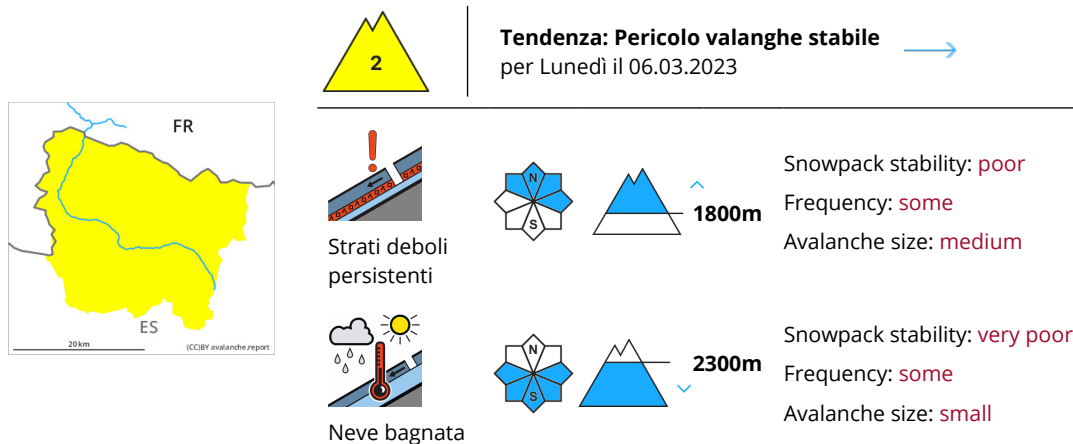 2
Tendenza: Pericolo valanghe stabile
per Lunedì il 06.03.2023
FR
ES
20 km
(CC)BY avalanche.report
Strati deboli
persistenti
N
S
1800m
Snowpack stability: poor
Frequency: some
Avalanche size: medium
Neve bagnata
N
S
2300m
Snowpack stability: very poor
Frequency: some
Avalanche size: small